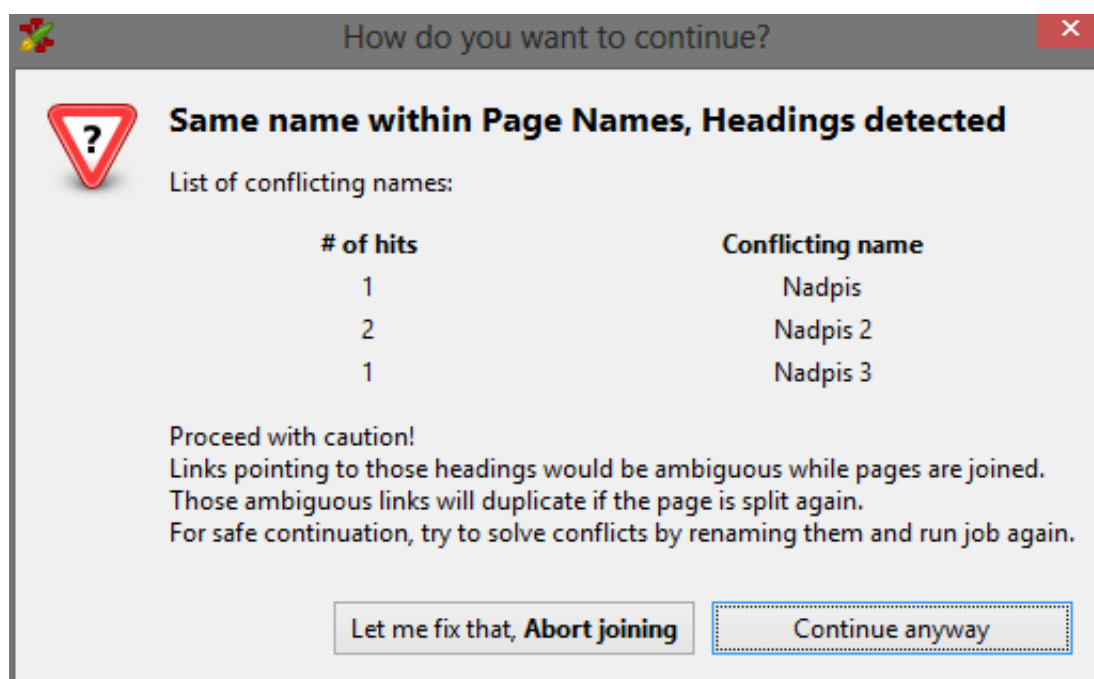 How do you want to continue?
Same name within Page Names, Headings detected
List of conflicting names:
# of hits Conflicting name
1 Nadpis
2 Nadpis 2
1 Nadpis 3
Proceed with caution!
Links pointing to those headings would be ambiguous while pages are joined.
Those ambiguous links will duplicate if the page is split again.
For safe continuation, try to solve conflicts by renaming them and run job again.
Let me fix that, Abort joining Continue anyway